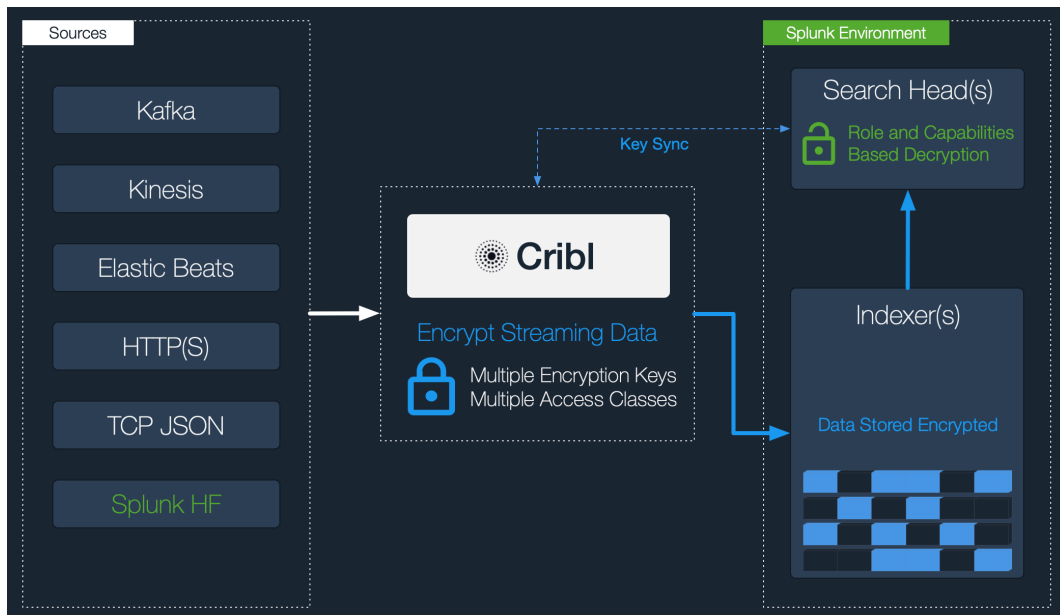 Sources
Kafka
Kinesis
Elastic Beats
HTTP(S)
TCP JSON
Splunk HF
Key Sync
Cribl
Encrypt Streaming Data
Multiple Encryption Keys
Multiple Access Classes
Splunk Environment
Search Head(s)
Role and Capabilities
Based Decryption
Indexer(s)
Data Stored Encrypted